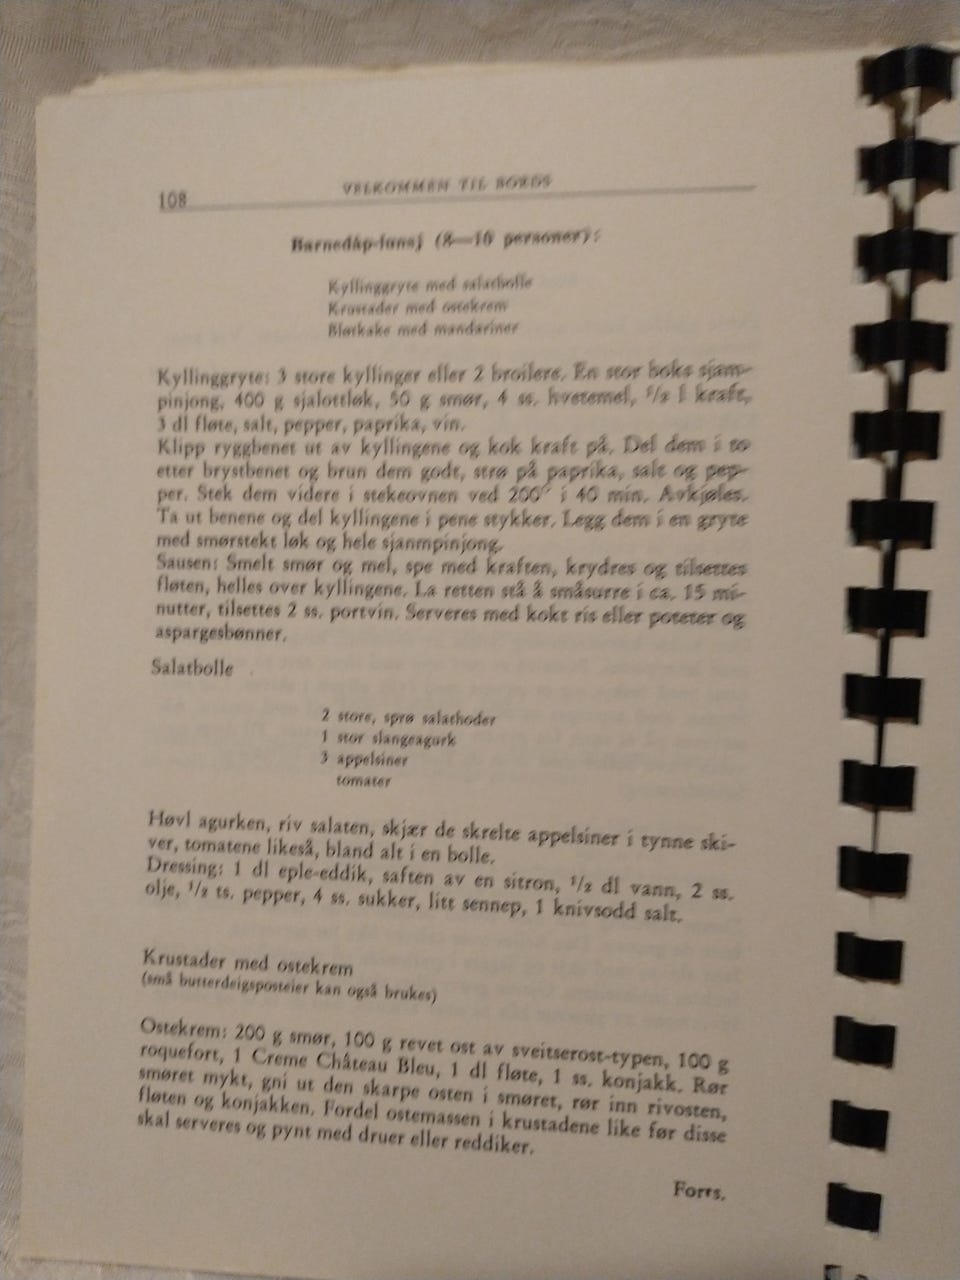 108
VELKOMMEN TIL BORDS
Barnedåp-lunsj (8—10 personer):
Kyllinggryte med salatbolle
Krustader med ostekrem
Bløtkake med mandariner
Kyllinggryte: 3 store kyllinger eller 2 broilere. En stor boks sjam-
pinjong, 400 g sjalottløk, 50 g smør, 4 ss. hvetemel, 1/2 l kraft,
3 dl fløte, salt, pepper, paprika, vin.
Klipp ryggbenet ut av kyllingene og kok kraft på. Del dem i to
etter brystbenet og brun dem godt, strø på paprika, salt og pep-
per. Stek dem videre i stekeovnen ved 200° i 40 min. Avkjøles.
Ta ut benene og del kyllingene i pene stykker. Legg dem i en gryte
med smørstekt løk og hele sjanmpinjong.
Sausen: Smelt smør og mel, spe med kraften, krydres og tilsettes
fløten, helles over kyllingene. La retten stå å småsurre i ca. 15 mi-
nutter, tilsettes 2 ss. portvin. Serveres med kokt ris eller poteter og
aspargesbønner.
Salatbolle
2 store, sprø salathoder
1 stor slangeagurk
3 appelsiner
tomater
Høvl agurken, riv salaten, skjær de skrelte appelsiner i tynne ski-
ver, tomatene likeså, bland alt i en bolle.
Dressing: 1 dl eple-eddik, saften av en sitron, 1/2 dl vann, 2 ss.
olje, 1/2 ts. pepper, 4 ss. sukker, litt sennep, 1 knivsodd salt.
Krustader med ostekrem
(små butterdeigsposteier kan også brukes)
Ostekrem: 200 g smør, 100 g revet ost av sveitserost-typen, 100 g
roquefort, 1 Creme Château Bleu, 1 dl fløte, 1 ss. konjakk. Rør
smøret mykt, gni ut den skarpe osten i smøret, rør inn rivosten,
fløten og konjakken. Fordel ostemassen i krustadene like før disse
skal serveres og pynt med druer eller reddiker.
Forts.